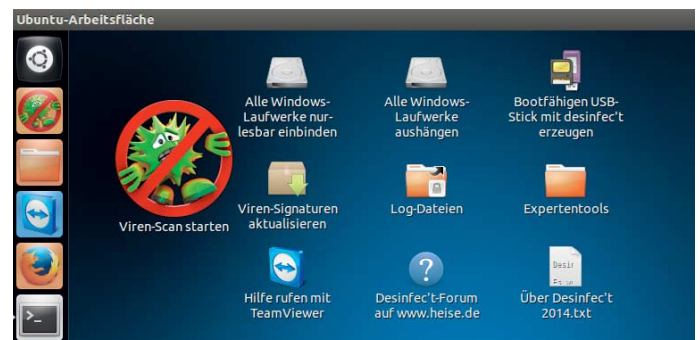 Ubuntu-Arbeitsfläche
Alle Windows-
Laufwerke nur-
lesbar einbinden
Alle Windows-
Laufwerke
aushängen
Bootfähigen USB-
Stick mit desinfec't
erzeugen
Viren-Scan starten
Viren-Signaturen
aktualisieren
Log-Dateien
Expertentools
Hilfe rufen mit
TeamViewer
?
Desinfec't-Forum
auf www.heise.de
Desin
Es w
Über Desinfec't
2014.txt
>_